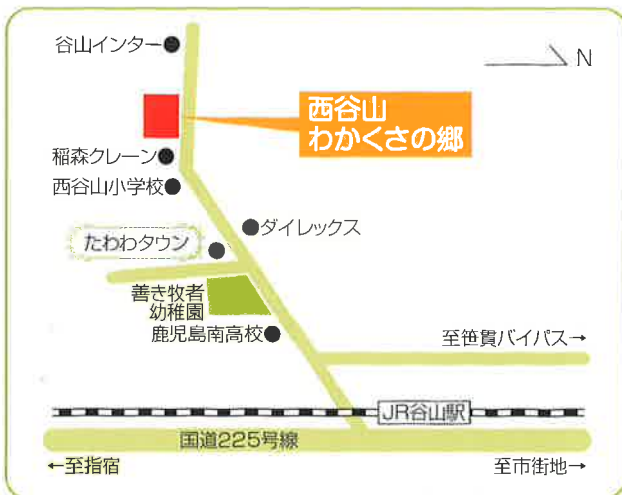 谷山インター
N
西谷山
わかくさの郷
稲森クレーン
西谷山小学校
ダイレックス
たわわタウン
善き牧者
幼稚園
鹿児島南高校
至笹貫バイパス→
JR谷山駅
国道225号線
←至指宿
至市街地→